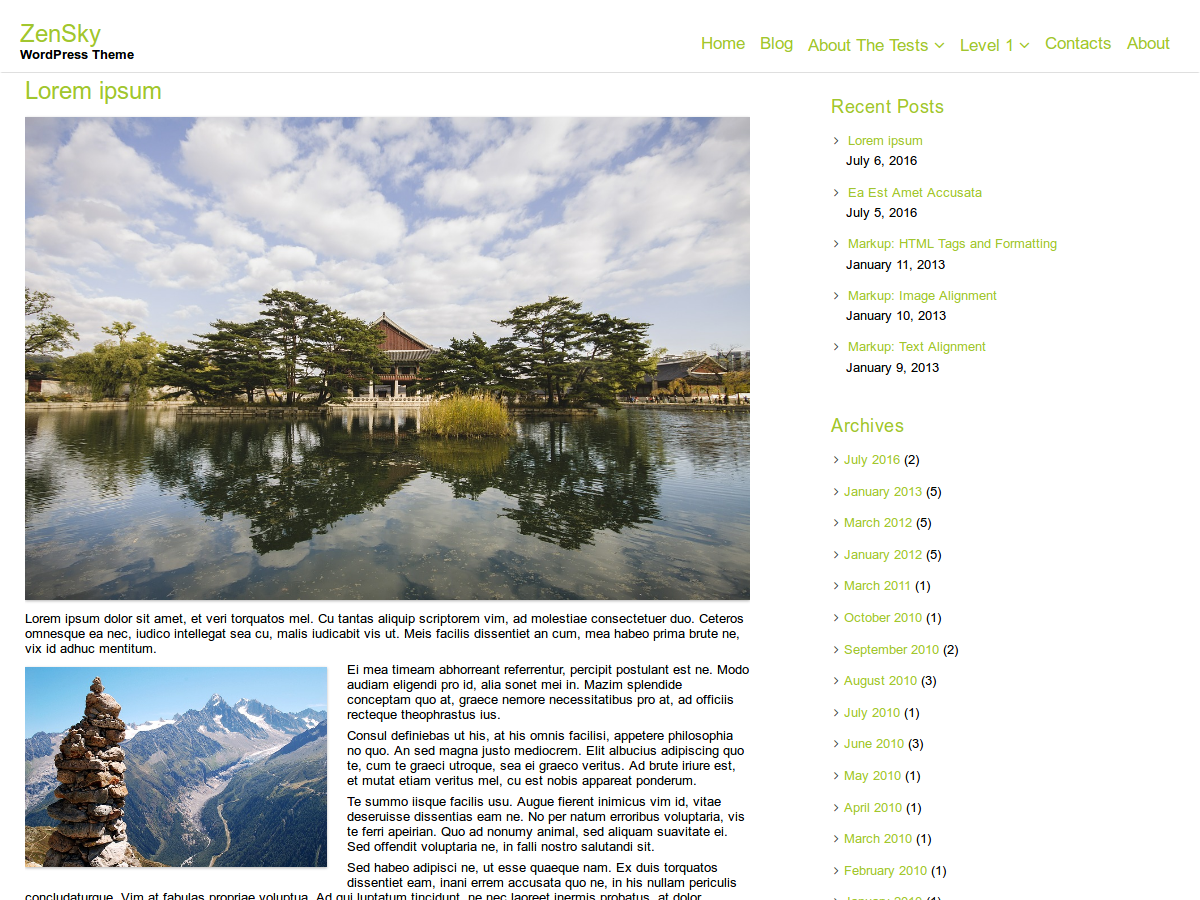 ZenSky
WordPress Theme
Home Blog About The Tests Level 1 Contacts About
Lorem ipsum
Lorem ipsum dolor sit amet, et veri torquatos mel. Cu tantas aliquip scriptorem vim, ad molestiae consectetuer duo. Ceteros
omnesque ea nec, iudico intellegat sea cu, malis iudicabit vis ut. Meis facilis dissentiet an cum, mea habeo prima brute ne,
vix id adhuc mentitum.
Ei mea timeam abhorreant referrentur, percipit postulant est ne. Modo
audiam eligendi pro id, alia sonet mei in. Mazim splendide
conceptam quo at, graece nemore necessitatibus pro at, ad officiis
recteque theophrastus ius.
Consul definiebas ut his, at his omnis facilisi, appetere philosophia
no quo. An sed magna justo mediocrem. Elit albucius adipiscing quo
te, cum te graeci utroque, sea ei graeco veritus. Ad brute iriure est,
et mutat etiam veritus mel, cu est nobis appareat ponderum.
Te summo iisque facilis usu. Augue fierent inimicus vim id, vitae
deseruisse dissentias eam ne. No per natum erroribus voluptaria, vis
te ferri apeirian. Quo ad nonumy animal, sed aliquam suavitate ei.
Sed offendit voluptaria ne, in falli nostro salutandi sit.
Sed habeo adipisci ne, ut esse quaeque nam. Ex duis torquatos
dissentiet eam, inani errem accusata quo ne, in his nullam periculis
concludaturque. Vim at fabulas propriae voluptua. Ad qui luptatum tincidunt, ne nec laoreet inermis probatus, at dolor
Recent Posts
Lorem ipsum
July 6, 2016
Ea Est Amet Accusata
July 5, 2016
Markup: HTML Tags and Formatting
January 11, 2013
Markup: Image Alignment
January 10, 2013
Markup: Text Alignment
January 9, 2013
Archives
July 2016 (2)
January 2013 (5)
March 2012 (5)
January 2012 (5)
March 2011 (1)
October 2010 (1)
September 2010 (2)
August 2010 (3)
July 2010 (1)
June 2010 (3)
May 2010 (1)
April 2010 (1)
March 2010 (1)
February 2010 (1)
January 2010 (1)